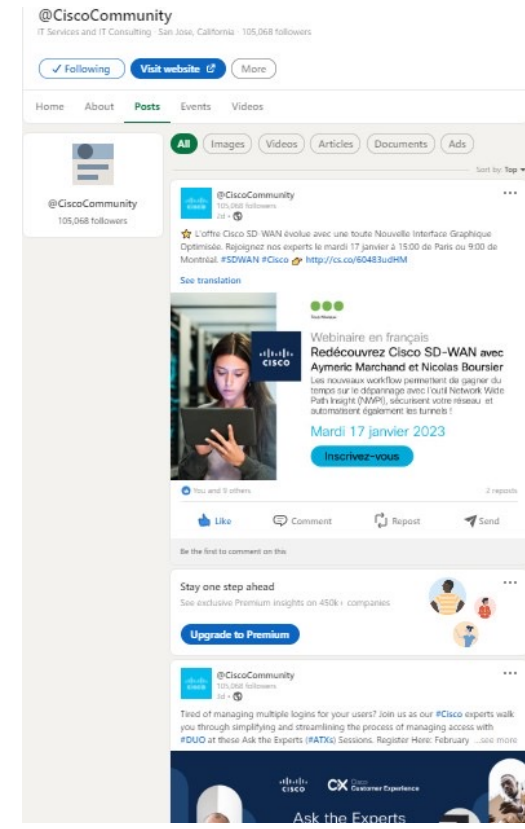 @CiscoCommunity
IT Services and IT Consulting · San Jose, California · 105,068 followers
✓ Following
Visit website
More
Home About Posts Events Videos
@CiscoCommunity
105,068 followers
All Images Videos Articles Documents Ads
Sort by: Top
@CiscoCommunity
105,068 followers
2d •
⭐ L'offre Cisco SD-WAN évolue avec une toute Nouvelle Interface Graphique
Optimisée. Rejoignez nos experts le mardi 17 janvier à 15:00 de Paris ou 9:00 de
Montréal. #SDWAN #Cisco 👉 http://cs.co/60483udHM
See translation
CISCO
Webinaire en français
Redécouvrez Cisco SD-WAN avec
Aymeric Marchand et Nicolas Boursier
Les nouveaux workflow permettent de gagner du
temps sur le dépannage avec l'outil Network Wide
Path Insight (NWPI), sécurisent votre réseau et
automatisent également les tunnels !
Mardi 17 janvier 2023
Inscrivez-vous
You and 9 others
2 reposts
Like Comment Repost Send
Be the first to comment on this
Stay one step ahead
See exclusive Premium insights on 450k+ companies
Upgrade to Premium
@CiscoCommunity
105,068 followers
3d •
Tired of managing multiple logins for your users? Join us as our #Cisco experts walk
you through simplifying and streamlining the process of managing access with
#DUO at these Ask the Experts (#ATXs) Sessions. Register Here: February ...see more
CISCO CX Cisco Customer Experience
Ask the Experts